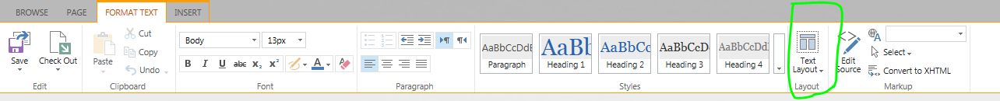 BROWSE PAGE FORMAT TEXT INSERT
Save
Check Out
Edit
Paste
Cut
Copy
Undo
Clipboard
Body 13px
B I U abc x₂ x² A A
Font
Paragraph
AaBbCcDdE
Paragraph
AaBb
Heading 1
AaBbCc
Heading 2
AaBbCcDd
Heading 3
AaBbCcDdl
Heading 4
Styles
Text
Layout
Layout
Edit
Source
A
Select
Convert to XHTML
Markup